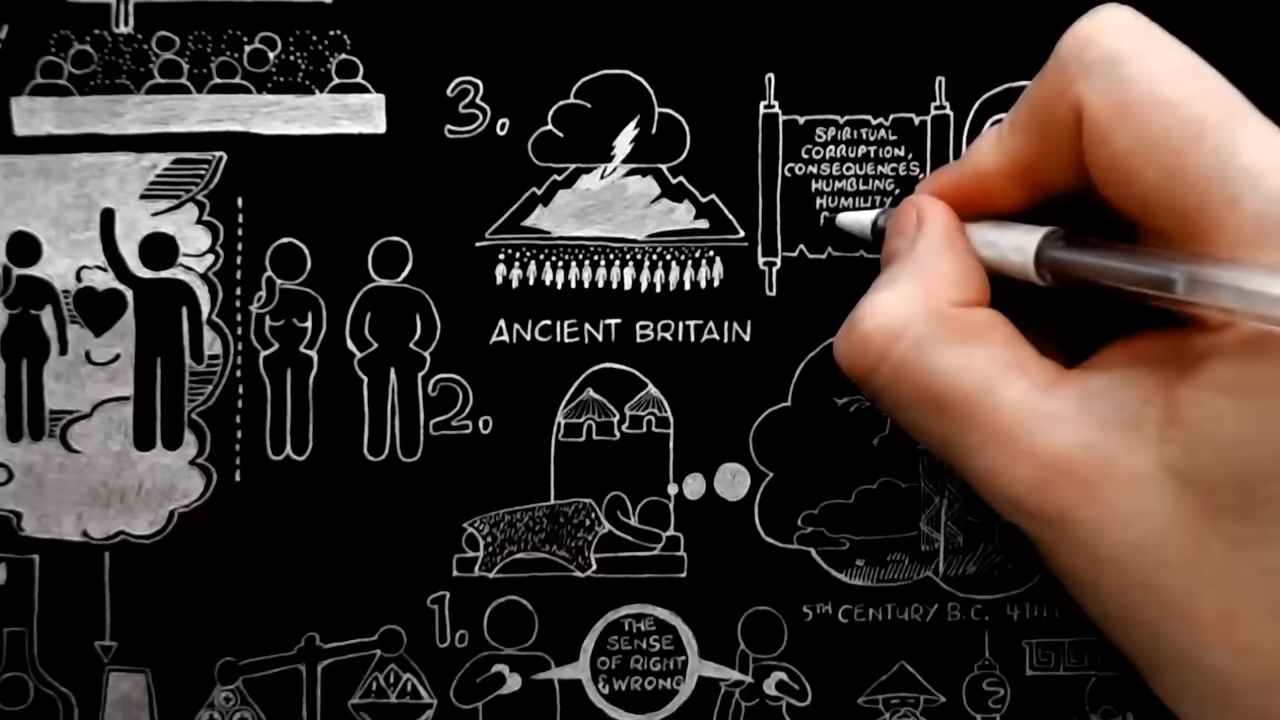 3.
SPIRITUAL
CORRUPTION,
CONSEQUENCES,
HUMBLING,
HUMILITY
ANCIENT BRITAIN
2.
5TH CENTURY B.C.
1.
THE
SENSE
OF RIGHT
& WRONG
S